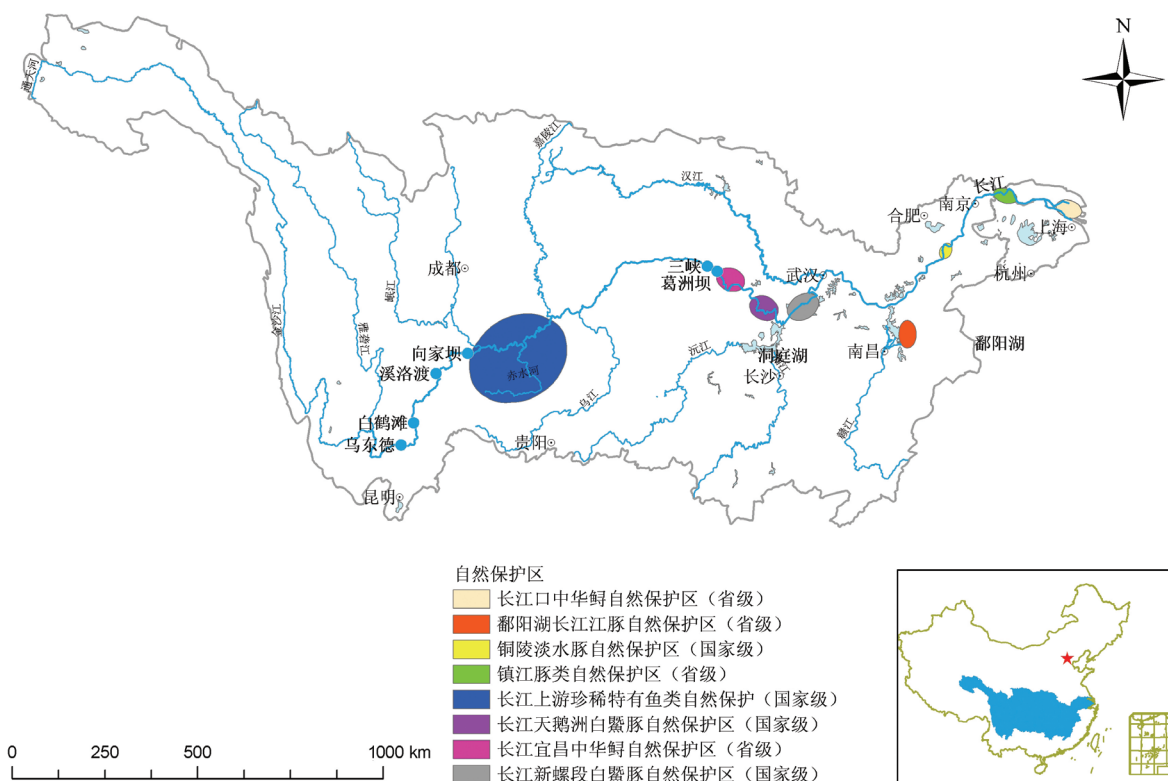 N
通天河
嘉陵江
汉江
长江
南京
合肥
上海
成都
三峡
葛洲坝
武汉
杭州
岷江
金沙江
雅砻江
向家坝
溪洛渡
赤水河
沅江
洞庭湖
长沙
南昌
鄱阳湖
乌江
白鹤滩
乌东德
贵阳
赣江
昆明
自然保护区
长江口中华鲟自然保护区（省级）
鄱阳湖长江江豚自然保护区（省级）
铜陵淡水豚自然保护区（国家级）
镇江豚类自然保护区（省级）
长江上游珍稀特有鱼类自然保护（国家级）
长江天鹅洲白鱀豚自然保护区（国家级）
长江宜昌中华鲟自然保护区（省级）
长江新螺段白鱀豚自然保护区（国家级）
0 250 500 1000 km